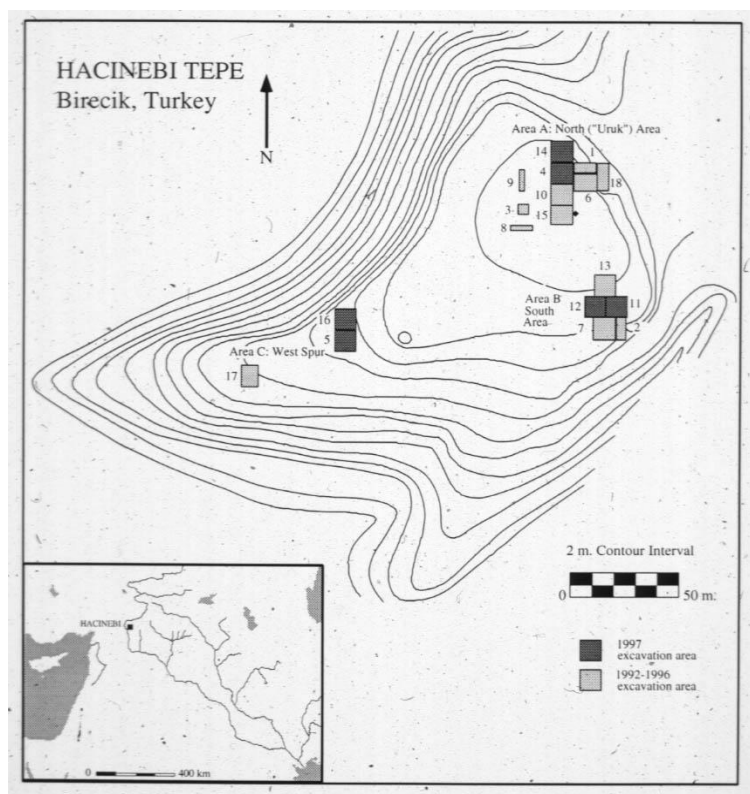 HACINEBI TEPE
Birecik, Turkey
N
Area A: North ("Uruk") Area
14
1
4
9
18
10
6
3
15
8
13
Area B
South
Area
12
11
7
2
16
5
Area C: West Spur
17
2 m. Contour Interval
0
50 m.
1997
excavation area
1992-1996
excavation area
HACINEBI
0
400 km